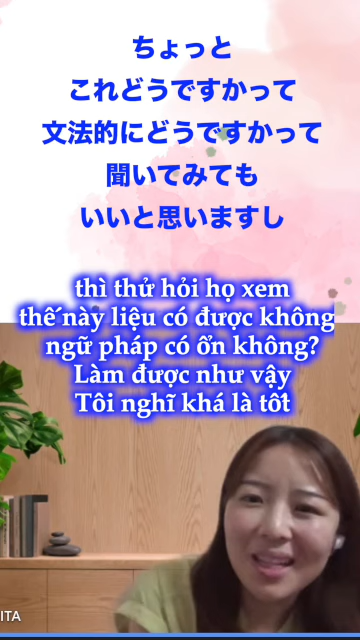 ちょっと
これどうですかって
文法的にどうですかって
聞いてみても
いいと思いますし
thì thử hỏi họ xem
thế này liệu có được không
ngữ pháp có ổn không?
Làm được như vậy
Tôi nghĩ khá là tốt
ITA